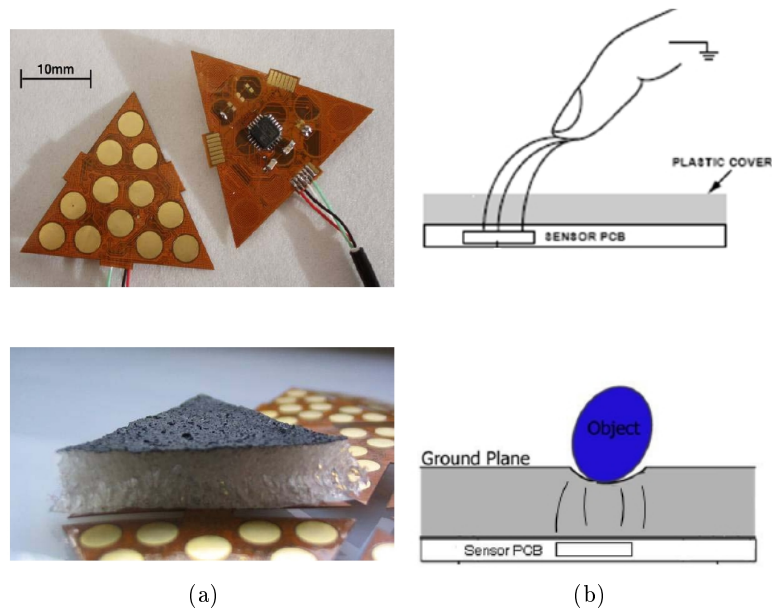 10mm
PLASTIC COVER
SENSOR PCB
Ground Plane
Object
Sensor PCB
(a)
(b)